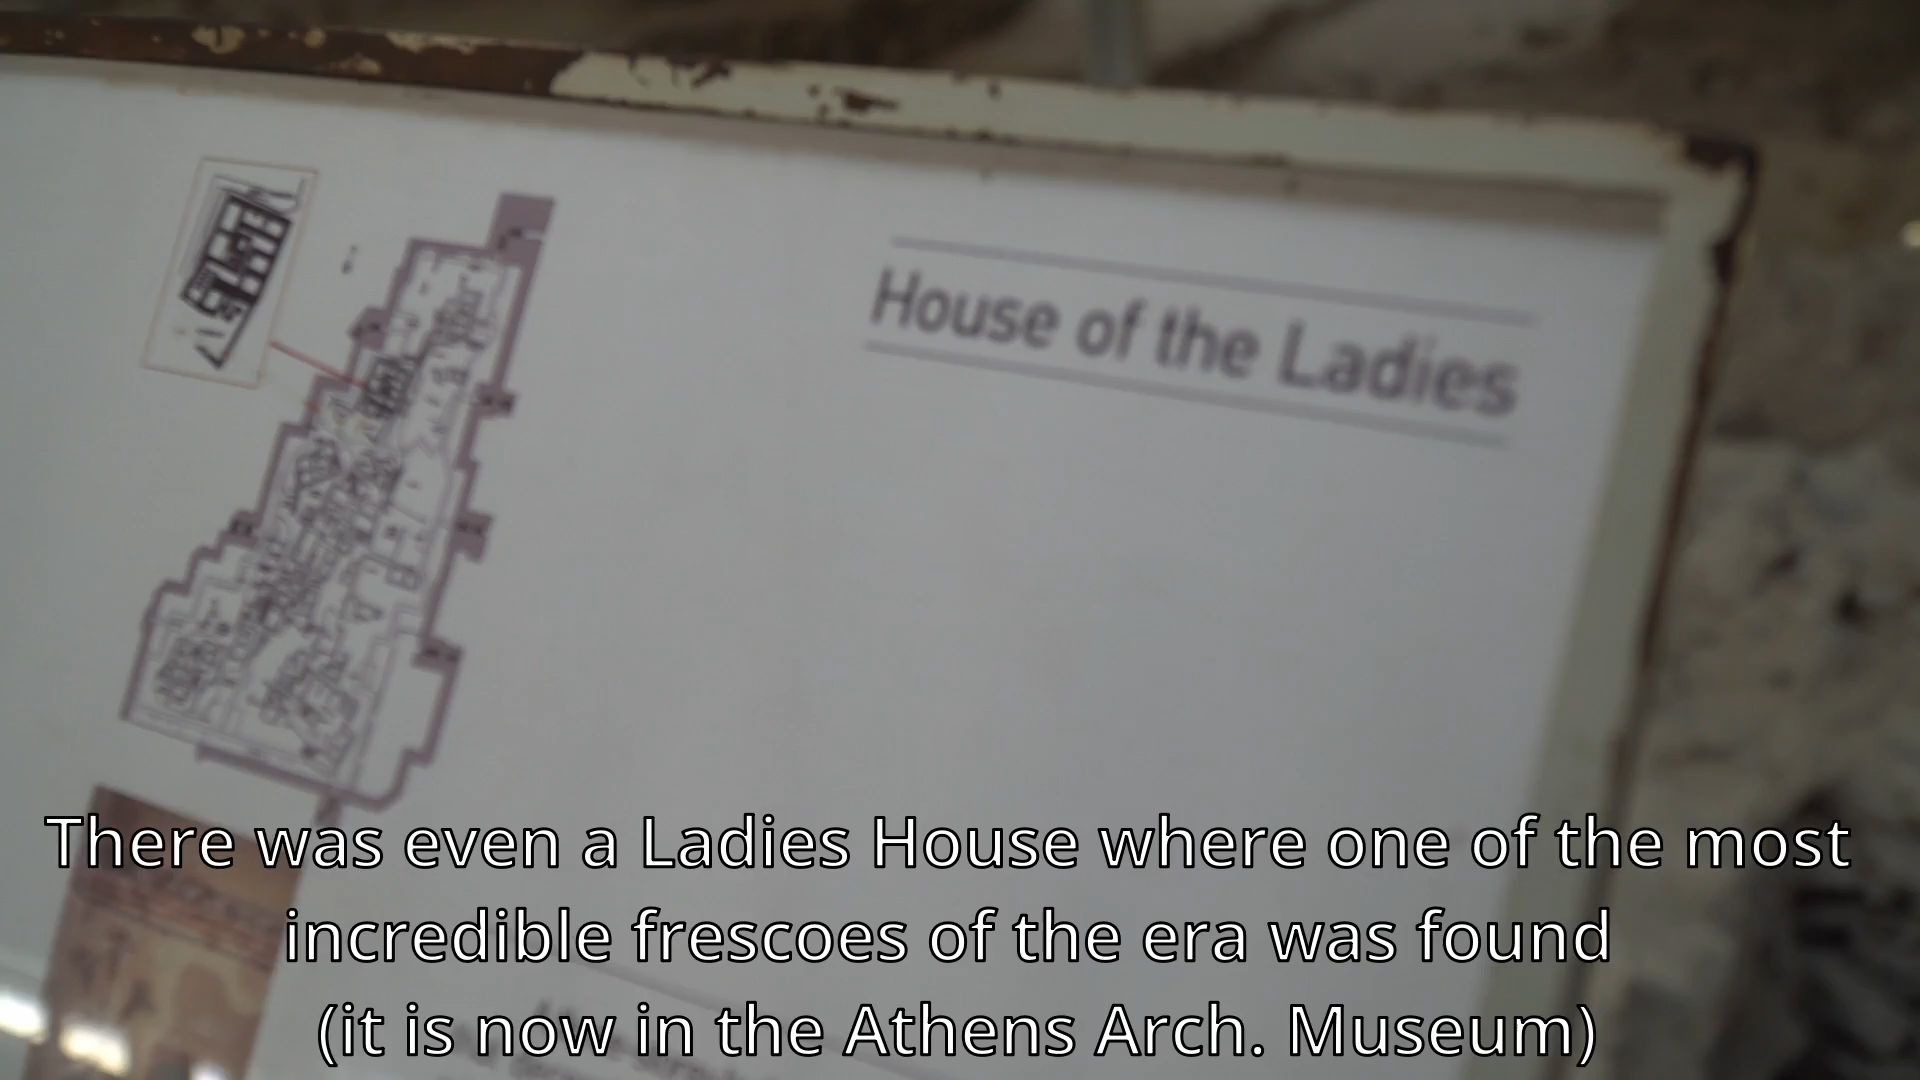 House of the Ladies
There was even a Ladies House where one of the most
incredible frescoes of the era was found
(it is now in the Athens Arch. Museum)